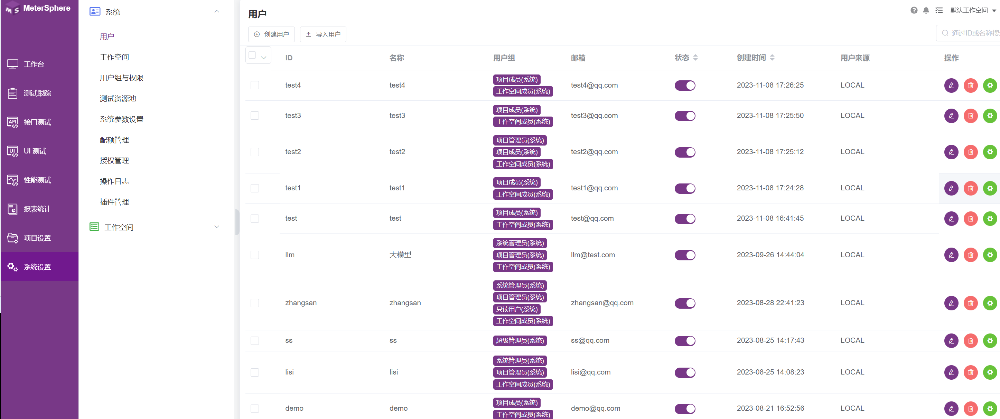 MeterSphere
工作台
测试跟踪
API 接口测试
UI UI 测试
性能测试
报表统计
项目设置
系统设置
系统
用户
工作空间
用户组与权限
测试资源池
系统参数设置
配额管理
授权管理
操作日志
插件管理
工作空间
用户
默认工作空间
创建用户 导入用户
通过ID或名称搜
ID 名称 用户组 邮箱 状态 创建时间 用户来源 操作
项目成员(系统)
test4 test4 test4@qq.com 2023-11-08 17:26:25 LOCAL
工作空间成员(系统)
项目成员(系统)
test3 test3 test3@qq.com 2023-11-08 17:25:50 LOCAL
工作空间成员(系统)
项目管理员(系统)
test2 test2 项目成员(系统) test2@qq.com 2023-11-08 17:25:12 LOCAL
工作空间成员(系统)
项目成员(系统)
test1 test1 test1@qq.com 2023-11-08 17:24:28 LOCAL
工作空间成员(系统)
项目成员(系统)
test test test@qq.com 2023-11-08 16:41:45 LOCAL
工作空间成员(系统)
系统管理员(系统)
llm 大模型 项目管理员(系统) llm@test.com 2023-09-26 14:44:04 LOCAL
工作空间成员(系统)
系统管理员(系统)
项目管理员(系统)
zhangsan zhangsan zhangsan@qq.com 2023-08-28 22:41:23 LOCAL
只读用户(系统)
工作空间成员(系统)
ss ss 超级管理员(系统) ss@qq.com 2023-08-25 14:17:43 LOCAL
系统管理员(系统)
lisi lisi 项目管理员(系统) lisi@qq.com 2023-08-25 14:08:23 LOCAL
工作空间成员(系统)
项目成员(系统)
demo demo demo@qq.com 2023-08-21 16:52:56 LOCAL
工作空间成员(系统)